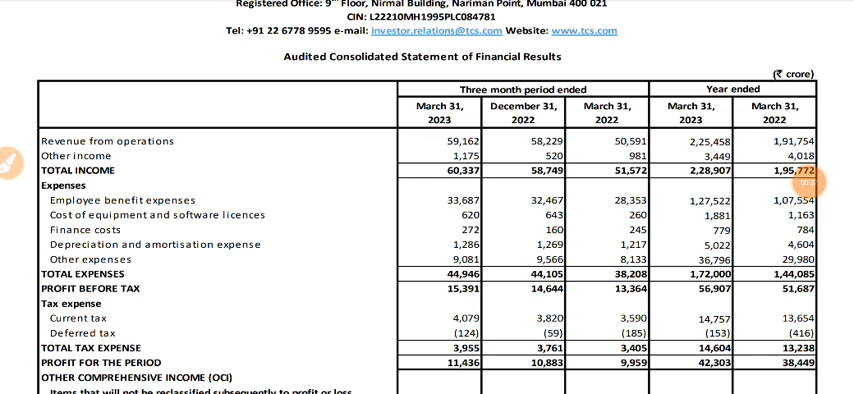 Registered Office: 9th Floor, Nirmal Building, Nariman Point, Mumbai 400 021
CIN: L22210MH1995PLC084781
Tel: +91 22 6778 9595 e-mail: investor.relations@tcs.com Website: www.tcs.com
Audited Consolidated Statement of Financial Results
(₹ crore)
Three month period ended Year ended
March 31, December 31, March 31, March 31, March 31,
2023 2022 2022 2023 2022
Revenue from operations 59,162 58,229 50,591 2,25,458 1,91,754
Other income 1,175 520 981 3,449 4,018
TOTAL INCOME 60,337 58,749 51,572 2,28,907 1,95,772
Expenses
Employee benefit expenses 33,687 32,467 28,353 1,27,522 1,07,554
Cost of equipment and software licences 620 643 260 1,881 1,163
Finance costs 272 160 245 779 784
Depreciation and amortisation expense 1,286 1,269 1,217 5,022 4,604
Other expenses 9,081 9,566 8,133 36,796 29,980
TOTAL EXPENSES 44,946 44,105 38,208 1,72,000 1,44,085
PROFIT BEFORE TAX 15,391 14,644 13,364 56,907 51,687
Tax expense
Current tax 4,079 3,820 3,590 14,757 13,654
Deferred tax (124) (59) (185) (153) (416)
TOTAL TAX EXPENSE 3,955 3,761 3,405 14,604 13,238
PROFIT FOR THE PERIOD 11,436 10,883 9,959 42,303 38,449
OTHER COMPREHENSIVE INCOME (OCI)
Items that will not be reclassified subsequently to profit or loss